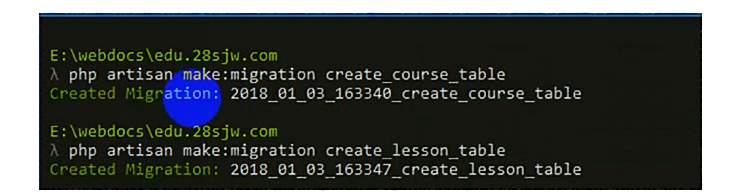 E:\webdocs\edu.28sjw.com
λ php artisan make:migration create_course_table
Created Migration: 2018_01_03_163340_create_course_table
E:\webdocs\edu.28sjw.com
λ php artisan make:migration create_lesson_table
Created Migration: 2018_01_03_163347_create_lesson_table